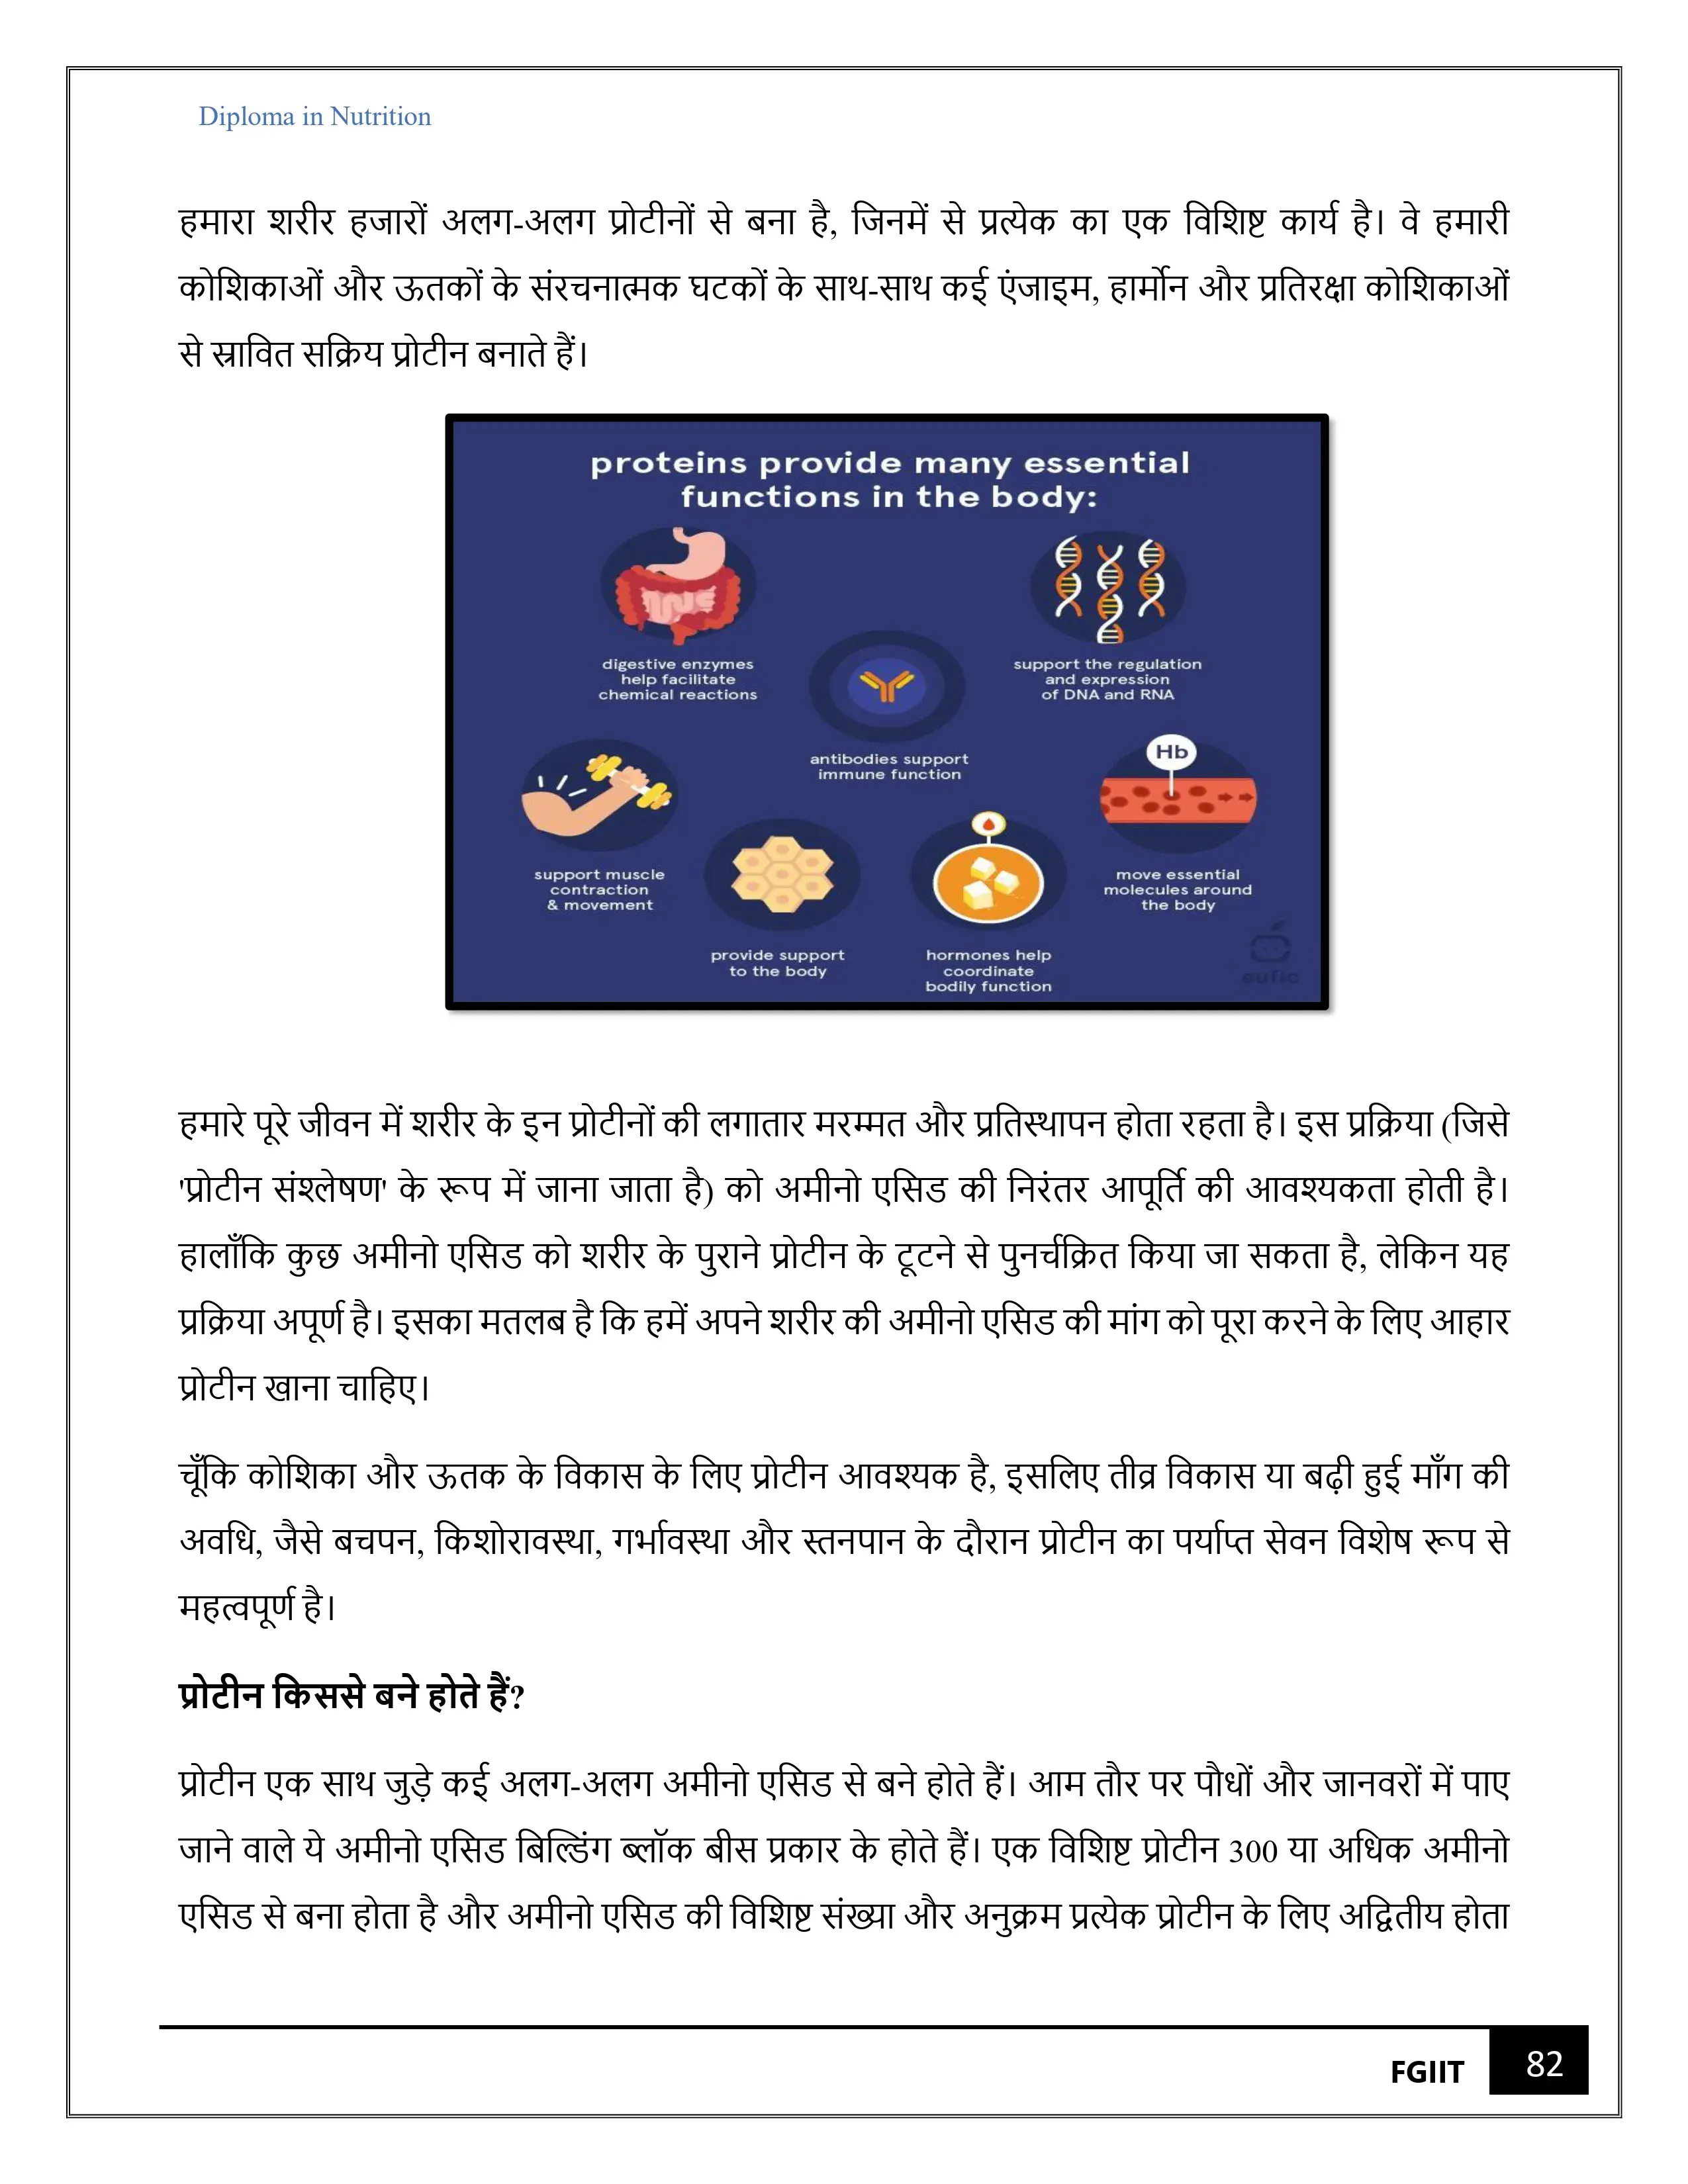 Diploma in Nutrition
हमारा शरीर हजारों अलग-अलग प्रोटीनों से बना है, जिनमें से प्रत्येक का एक विशिष्ट कार्य है। वे हमारी
कोशिकाओं और ऊतकों के संरचनात्मक घटकों के साथ-साथ कई एंजाइम, हार्मोन और प्रतिरक्षा कोशिकाओं
से स्रावित सक्रिय प्रोटीन बनाते हैं।
proteins provide many essential
functions in the body:
digestive enzymes
help facilitate
chemical reactions
support the regulation
and expression
of DNA and RNA
antibodies support
immune function
Hb
support muscle
contraction
& movement
move essential
molecules around
the body
provide support
to the body
hormones help
coordinate
bodily function
eufic
हमारे पूरे जीवन में शरीर के इन प्रोटीनों की लगातार मरम्मत और प्रतिस्थापन होता रहता है। इस प्रक्रिया (जिसे
'प्रोटीन संश्लेषण' के रूप में जाना जाता है) को अमीनो एसिड की निरंतर आपूर्ति की आवश्यकता होती है।
हालाँकि कुछ अमीनो एसिड को शरीर के पुराने प्रोटीन के टूटने से पुनर्चक्रित किया जा सकता है, लेकिन यह
प्रक्रिया अपूर्ण है। इसका मतलब है कि हमें अपने शरीर की अमीनो एसिड की मांग को पूरा करने के लिए आहार
प्रोटीन खाना चाहिए।
चूँकि कोशिका और ऊतक के विकास के लिए प्रोटीन आवश्यक है, इसलिए तीव्र विकास या बढ़ी हुई माँग की
अवधि, जैसे बचपन, किशोरावस्था, गर्भावस्था और स्तनपान के दौरान प्रोटीन का पर्याप्त सेवन विशेष रूप से
महत्वपूर्ण है।
प्रोटीन किससे बने होते हैं?
प्रोटीन एक साथ जुड़े कई अलग-अलग अमीनो एसिड से बने होते हैं। आम तौर पर पौधों और जानवरों में पाए
जाने वाले ये अमीनो एसिड बिल्डिंग ब्लॉक बीस प्रकार के होते हैं। एक विशिष्ट प्रोटीन 300 या अधिक अमीनो
एसिड से बना होता है और अमीनो एसिड की विशिष्ट संख्या और अनुक्रम प्रत्येक प्रोटीन के लिए अद्वितीय होता
FGIIT
82